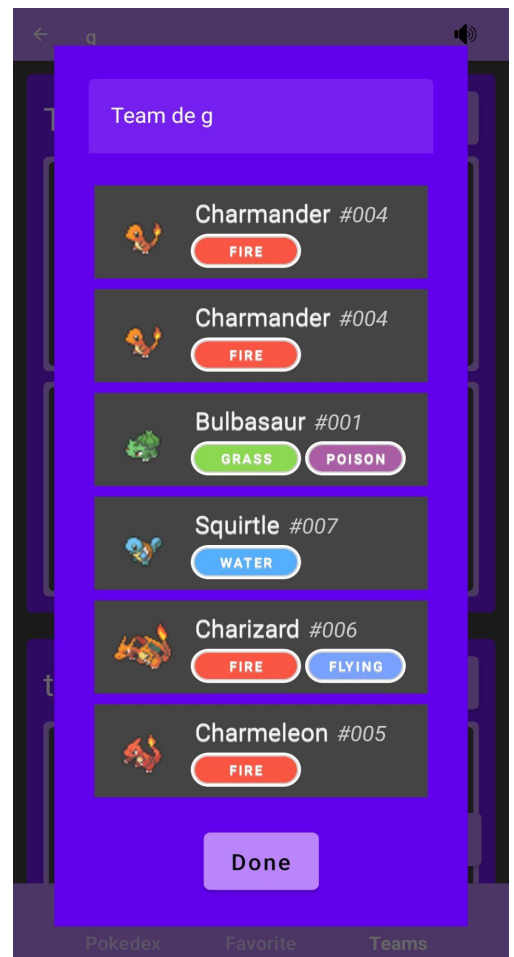 g
Team de g
Charmander #004
FIRE
Charmander #004
FIRE
Bulbasaur #001
GRASS POISON
Squirtle #007
WATER
Charizard #006
FIRE FLYING
Charmeleon #005
FIRE
Done
Pokedex Favorite Teams